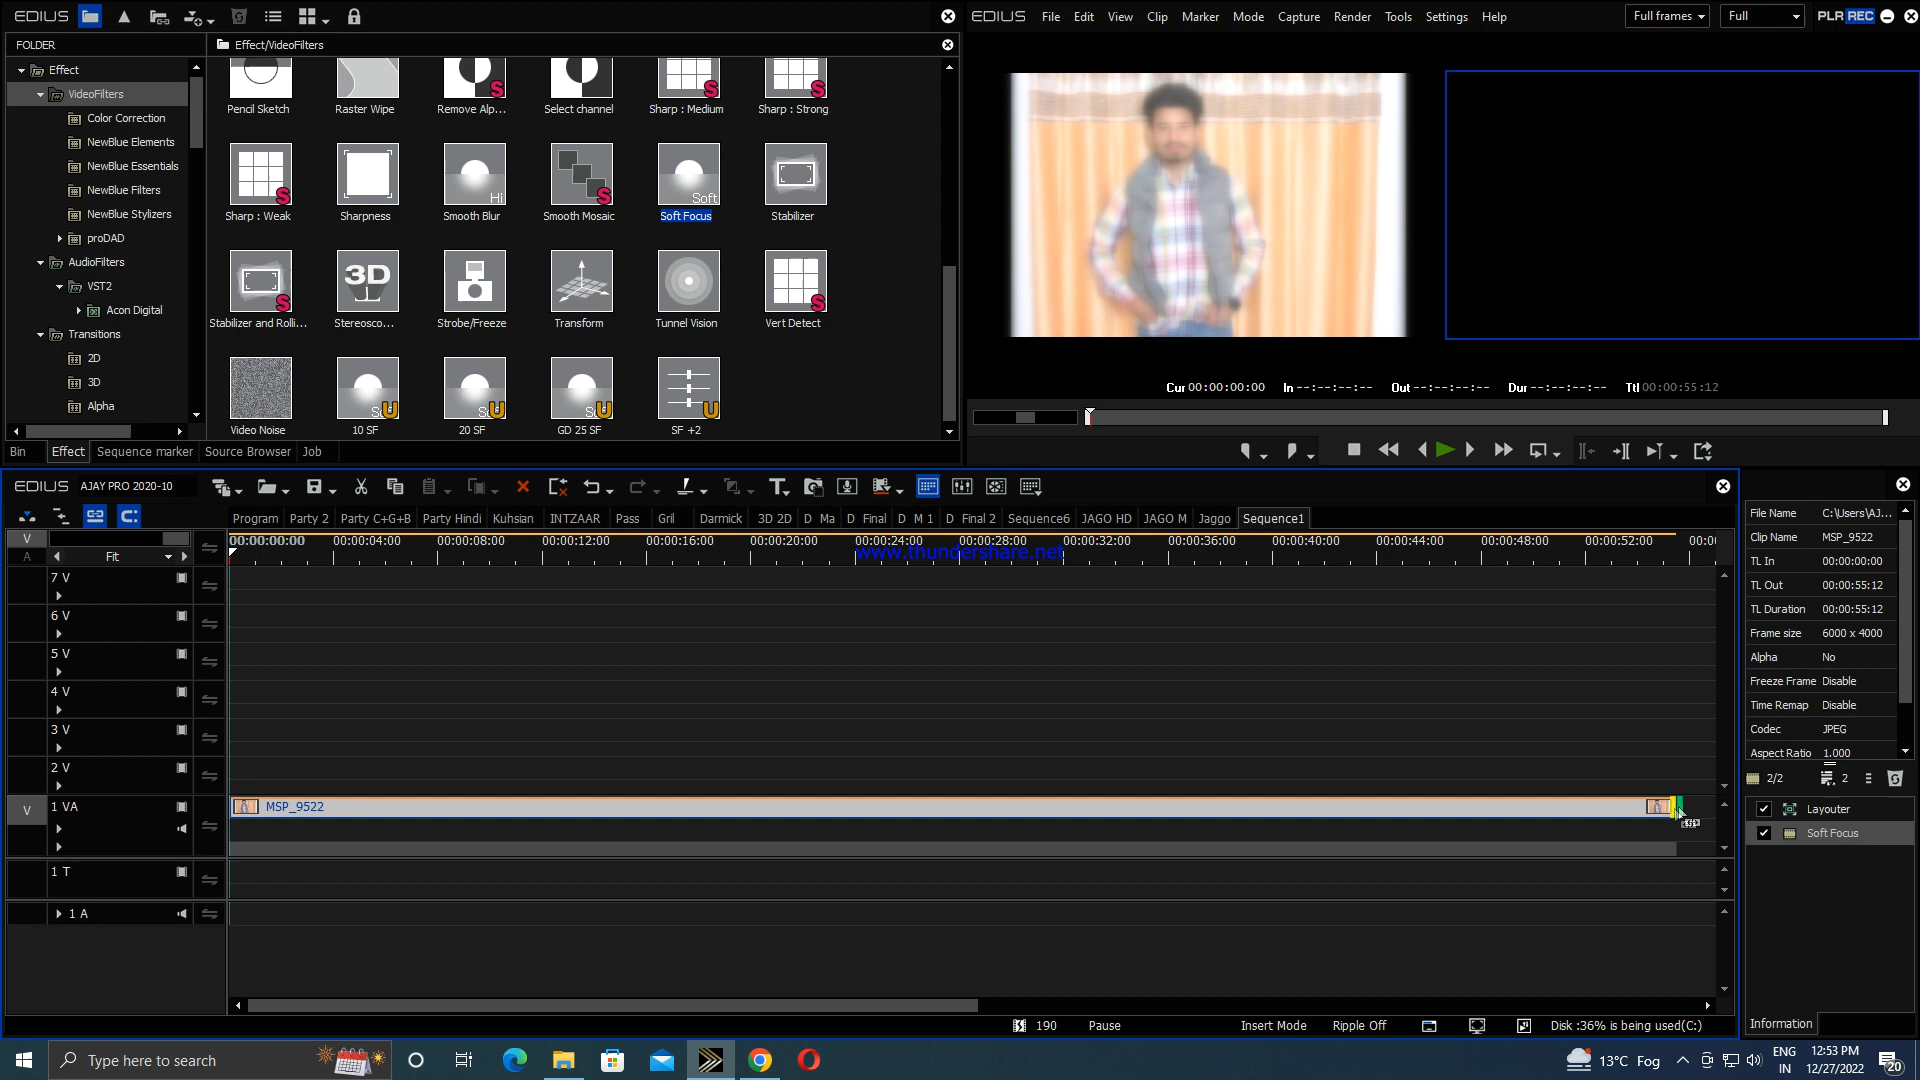 EDIUS
EDIUS File Edit View Clip Marker Mode Capture Render Tools Settings Help Full frames Full PLR REC
FOLDER
Effect/VideoFilters
Effect
VideoFilters
Color Correction
NewBlue Elements
NewBlue Essentials
NewBlue Filters
NewBlue Stylizers
proDAD
AudioFilters
VST2
Acon Digital
Transitions
2D
3D
Alpha
Pencil Sketch Raster Wipe Remove Alp... Select channel Sharp : Medium Sharp : Strong
Hi Soft
Sharp : Weak Sharpness Smooth Blur Smooth Mosaic Soft Focus Stabilizer
3D
Stabilizer and Rolli... Stereosco... Strobe/Freeze Transform Tunnel Vision Vert Detect
Video Noise 10 SF 20 SF GD 25 SF SF +2
Bin Effect Sequence marker Source Browser Job
Cur 00:00:00:00 In --:--:--:-- Out --:--:--:-- Dur --:--:--:-- Ttl 00:00:55:12
EDIUS AJAY PRO 2020-10
Program Party 2 Party C+G+B Party Hindi Kuhsian INTZAAR Pass Gril Darmick 3D 2D D Ma D Final D M 1 D Final 2 Sequence6 JAGO HD JAGO M Jaggo Sequence1
V
A
Fit
00:00:00:00 00:00:04:00 00:00:08:00 00:00:12:00 00:00:16:00 00:00:20:00 00:00:24:00 00:00:28:00 00:00:32:00 00:00:36:00 00:00:40:00 00:00:44:00 00:00:48:00 00:00:52:00 00:0
www.thundershare.net
7 V
6 V
5 V
4 V
3 V
2 V
V 1 VA MSP_9522
1 T
1 A
File Name C:\Users\AJ...
Clip Name MSP_9522
TL In 00:00:00:00
TL Out 00:00:55:12
TL Duration 00:00:55:12
Frame size 6000 x 4000
Alpha No
Freeze Frame Disable
Time Remap Disable
Codec JPEG
Aspect Ratio 1.000
2/2 2
Layouter
Soft Focus
Information
190 Pause Insert Mode Ripple Off Disk :36% is being used(C:)
Type here to search
13°C Fog
ENG
IN
12:53 PM
12/27/2022
20